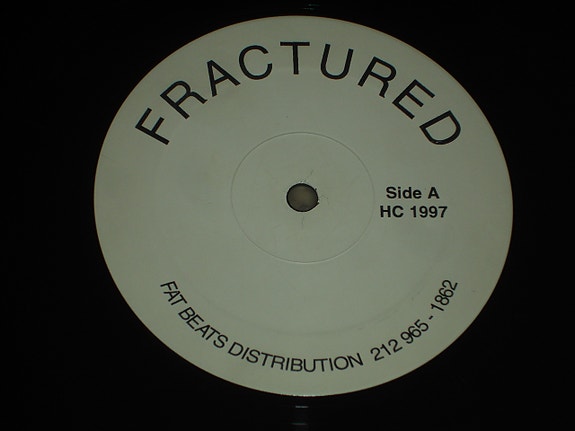 FRACTURED
Side A
HC 1997
FAT BEATS DISTRIBUTION 212 965 - 1862